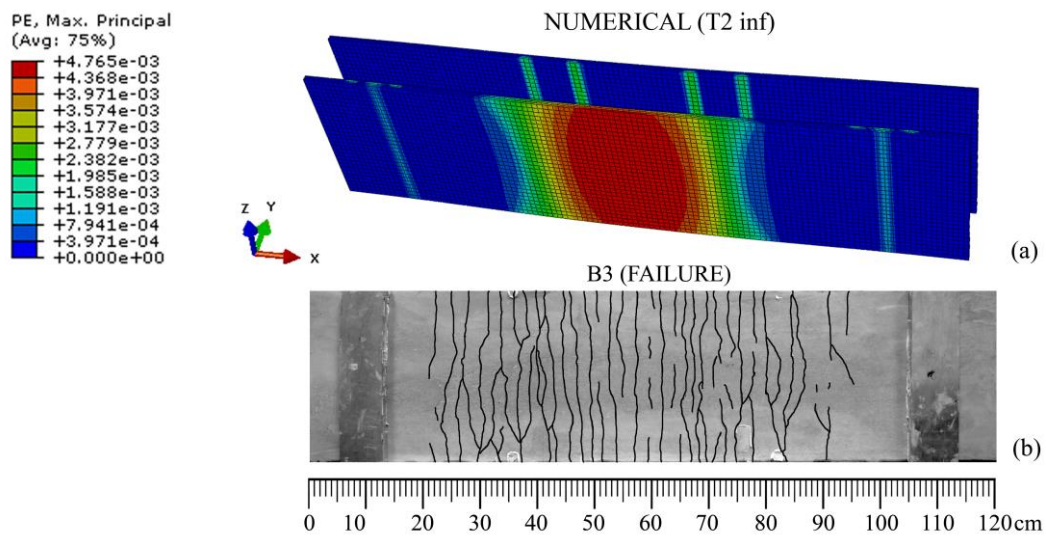 PE, Max. Principal
(Avg: 75%)
+4.765e-03
+4.368e-03
+3.971e-03
+3.574e-03
+3.177e-03
+2.779e-03
+2.382e-03
+1.985e-03
+1.588e-03
+1.191e-03
+7.941e-04
+3.971e-04
+0.000e+00
NUMERICAL (T2 inf)
Z Y X
(a)
B3 (FAILURE)
(b)
0 10 20 30 40 50 60 70 80 90 100 110 120 cm